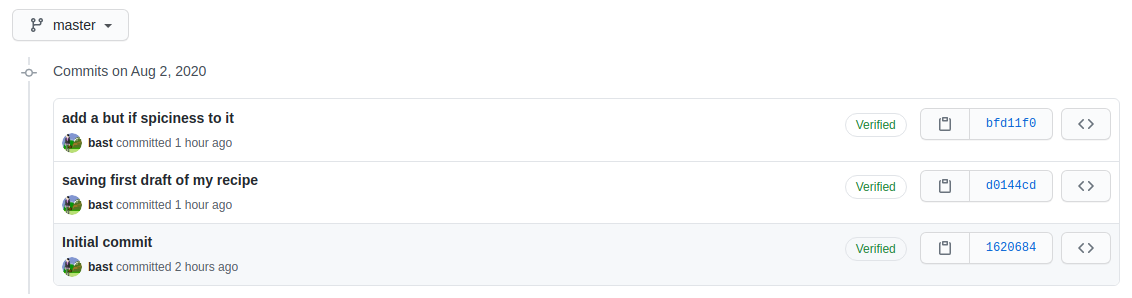 master
Commits on Aug 2, 2020
add a but if spiciness to it
Verified
bfd11f0
bast committed 1 hour ago
saving first draft of my recipe
Verified
d0144cd
bast committed 1 hour ago
Initial commit
Verified
1620684
bast committed 2 hours ago